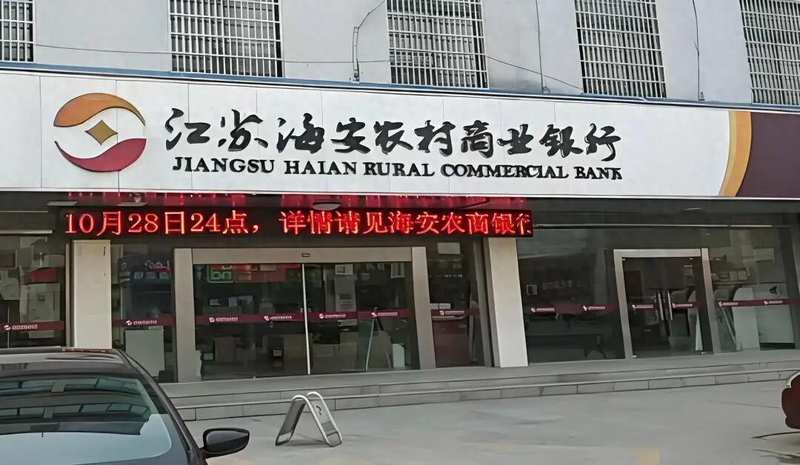 江苏海安农村商业银行
JIANGSU HAIAN RURAL COMMERCIAL BANK
10月28日24点，详情请见海安农商银行